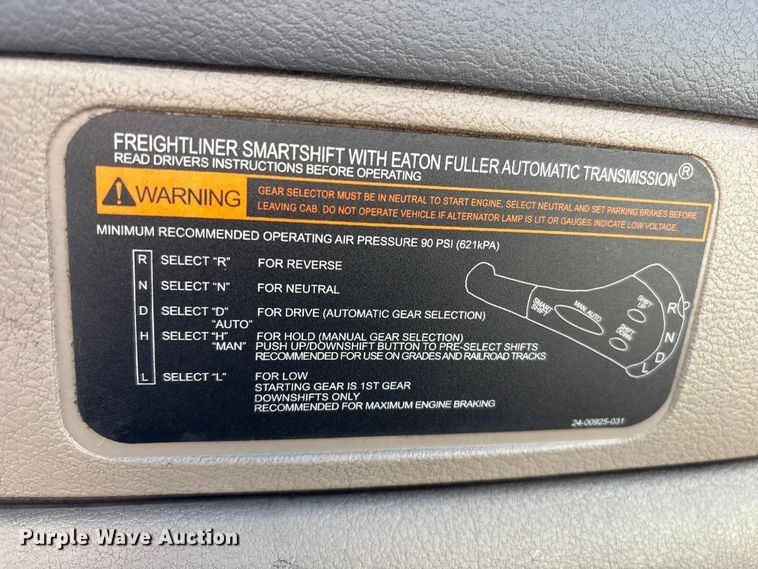 FREIGHTLINER SMARTSHIFT WITH EATON FULLER AUTOMATIC TRANSMISSION®
READ DRIVERS INSTRUCTIONS BEFORE OPERATING
WARNING
GEAR SELECTOR MUST BE IN NEUTRAL TO START ENGINE, SELECT NEUTRAL AND SET PARKING BRAKES BEFORE
LEAVING CAB. DO NOT OPERATE VEHICLE IF ALTERNATOR LAMP IS LIT OR GAUGES INDICATE LOW VOLTAGE.
MINIMUM RECOMMENDED OPERATING AIR PRESSURE 90 PSI (621kPA)
R SELECT "R" FOR REVERSE
N SELECT "N" FOR NEUTRAL
D SELECT "D" FOR DRIVE (AUTOMATIC GEAR SELECTION)
"AUTO"
H SELECT "H" FOR HOLD (MANUAL GEAR SELECTION)
"MAN" PUSH UP/DOWNSHIFT BUTTON TO PRE-SELECT SHIFTS
RECOMMENDED FOR USE ON GRADES AND RAILROAD TRACKS
L SELECT "L" FOR LOW
STARTING GEAR IS 1ST GEAR
DOWNSHIFTS ONLY
RECOMMENDED FOR MAXIMUM ENGINE BRAKING
SMART
SHIFT
MAN AUTO
SHIFT
UP
SHIFT
DOWN
R
N
D
L
24-00925-031
Purple Wave Auction